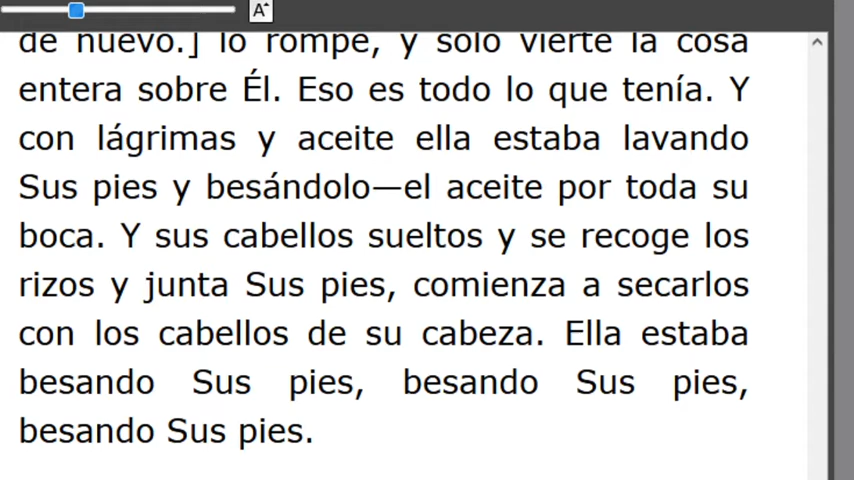 A
de nuevo.] lo rompe, y sólo vierte la cosa
entera sobre Él. Eso es todo lo que tenía. Y
con lágrimas y aceite ella estaba lavando
Sus pies y besándolo—el aceite por toda su
boca. Y sus cabellos sueltos y se recoge los
rizos y junta Sus pies, comienza a secarlos
con los cabellos de su cabeza. Ella estaba
besando Sus pies, besando Sus pies,
besando Sus pies.